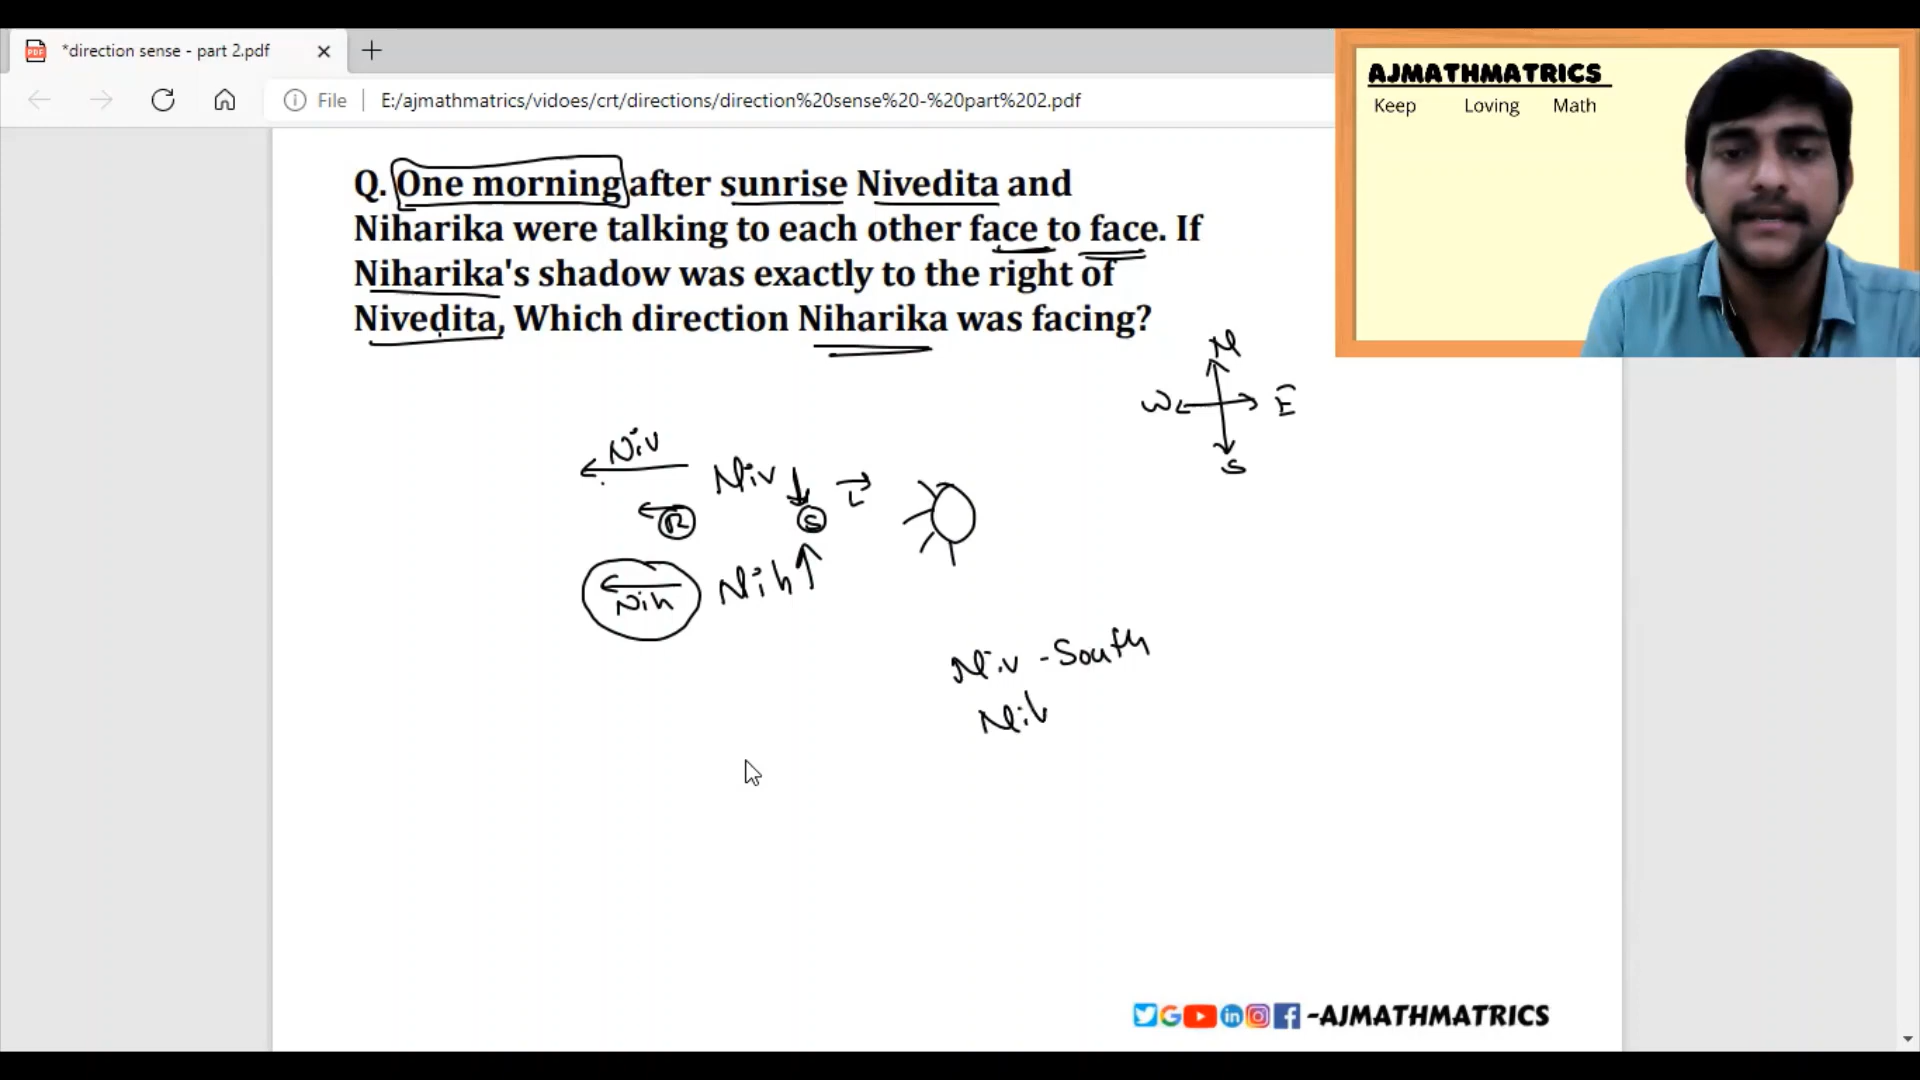 *direction sense - part 2.pdf
File
E:/ajmathmatrics/vidoes/crt/directions/direction%20sense%20-%20part%202.pdf
AJMATHMATRICS
Keep Loving Math
Q. One morning after sunrise Nivedita and
Niharika were talking to each other face to face. If
Niharika's shadow was exactly to the right of
Nivedita, Which direction Niharika was facing?
N
W E
S
Niv
Niv
L
R
S
Nih
Nih
Niv - South
Nih
-AJMATHMATRICS